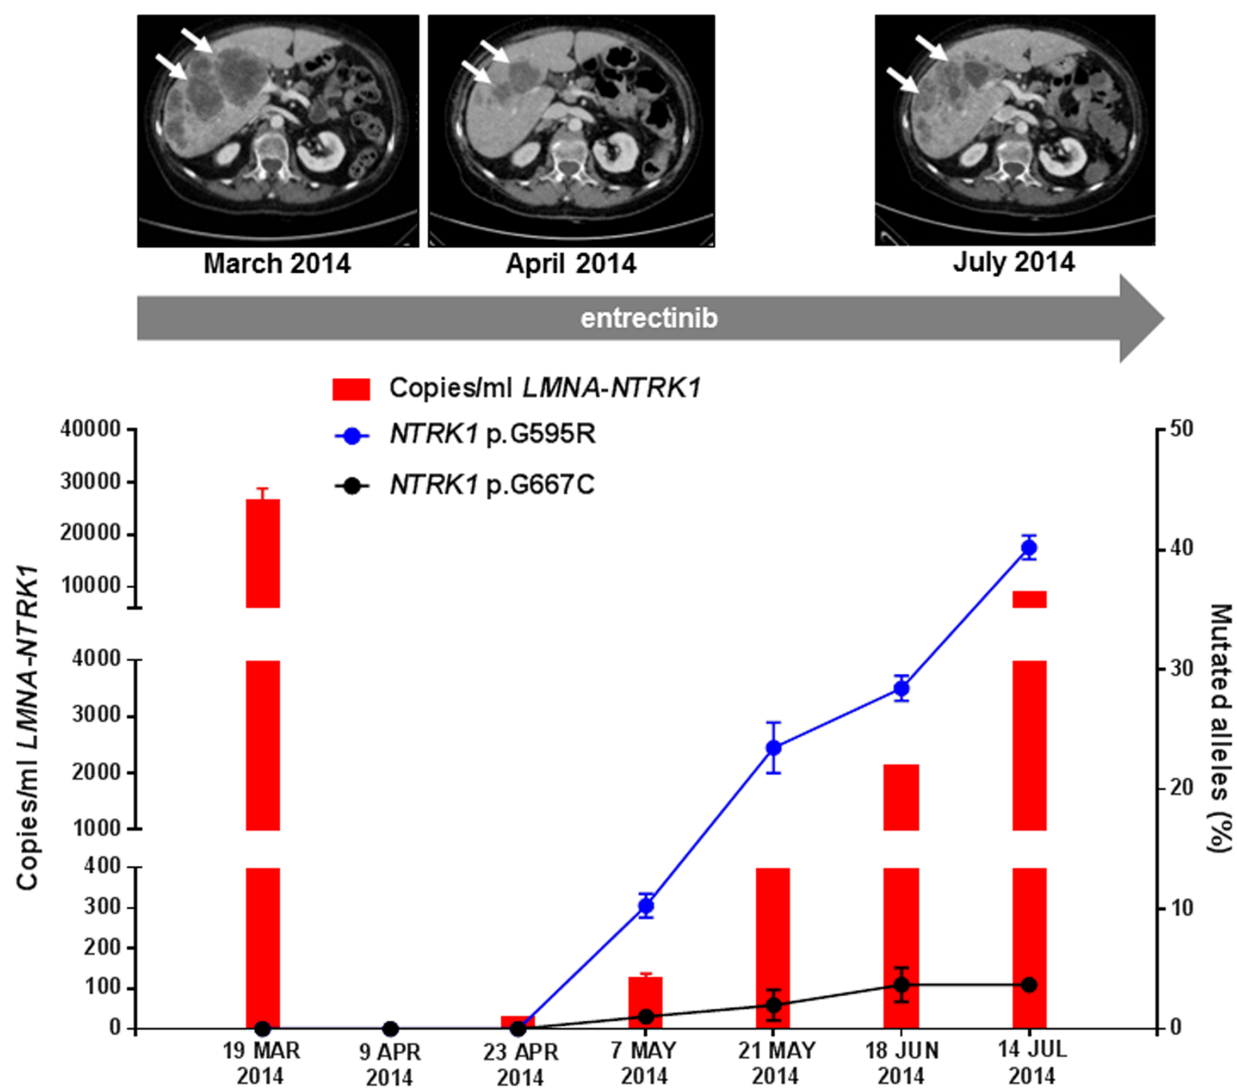 March 2014
April 2014
July 2014
entrectinib
Copies/ml LMNA-NTRK1
NTRK1 p.G595R
NTRK1 p.G667C
Copies/ml LMNA-NTRK1
40000
30000
20000
10000
4000
3000
2000
1000
400
300
200
100
0
50
40
30
20
10
0
Mutated alleles (%)
19 MAR
2014
9 APR
2014
23 APR
2014
7 MAY
2014
21 MAY
2014
18 JUN
2014
14 JUL
2014